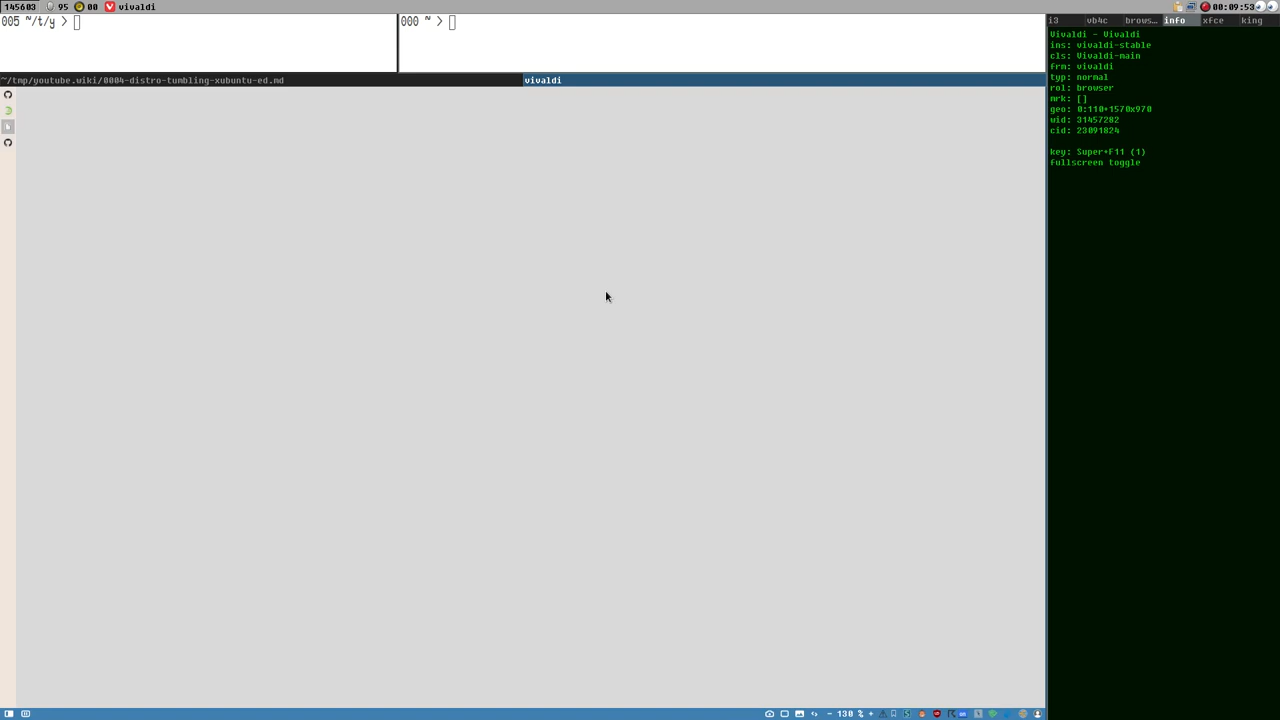 145603 95 00 vivaldi 00:09:53
005 ~/t/y >
000 ~ >
i3 vb4c brows… info xfce king
~/tmp/youtube.wiki/0004-distro-tumbling-xubuntu-ed.md vivaldi
Vivaldi - Vivaldi
ins: vivaldi-stable
cls: Vivaldi-main
frm: vivaldi
typ: normal
rol: browser
mrk: []
geo: 0:110+1570x970
wid: 31457282
cid: 23091824
key: Super+F11 (1)
fullscreen toggle
- 130 % +